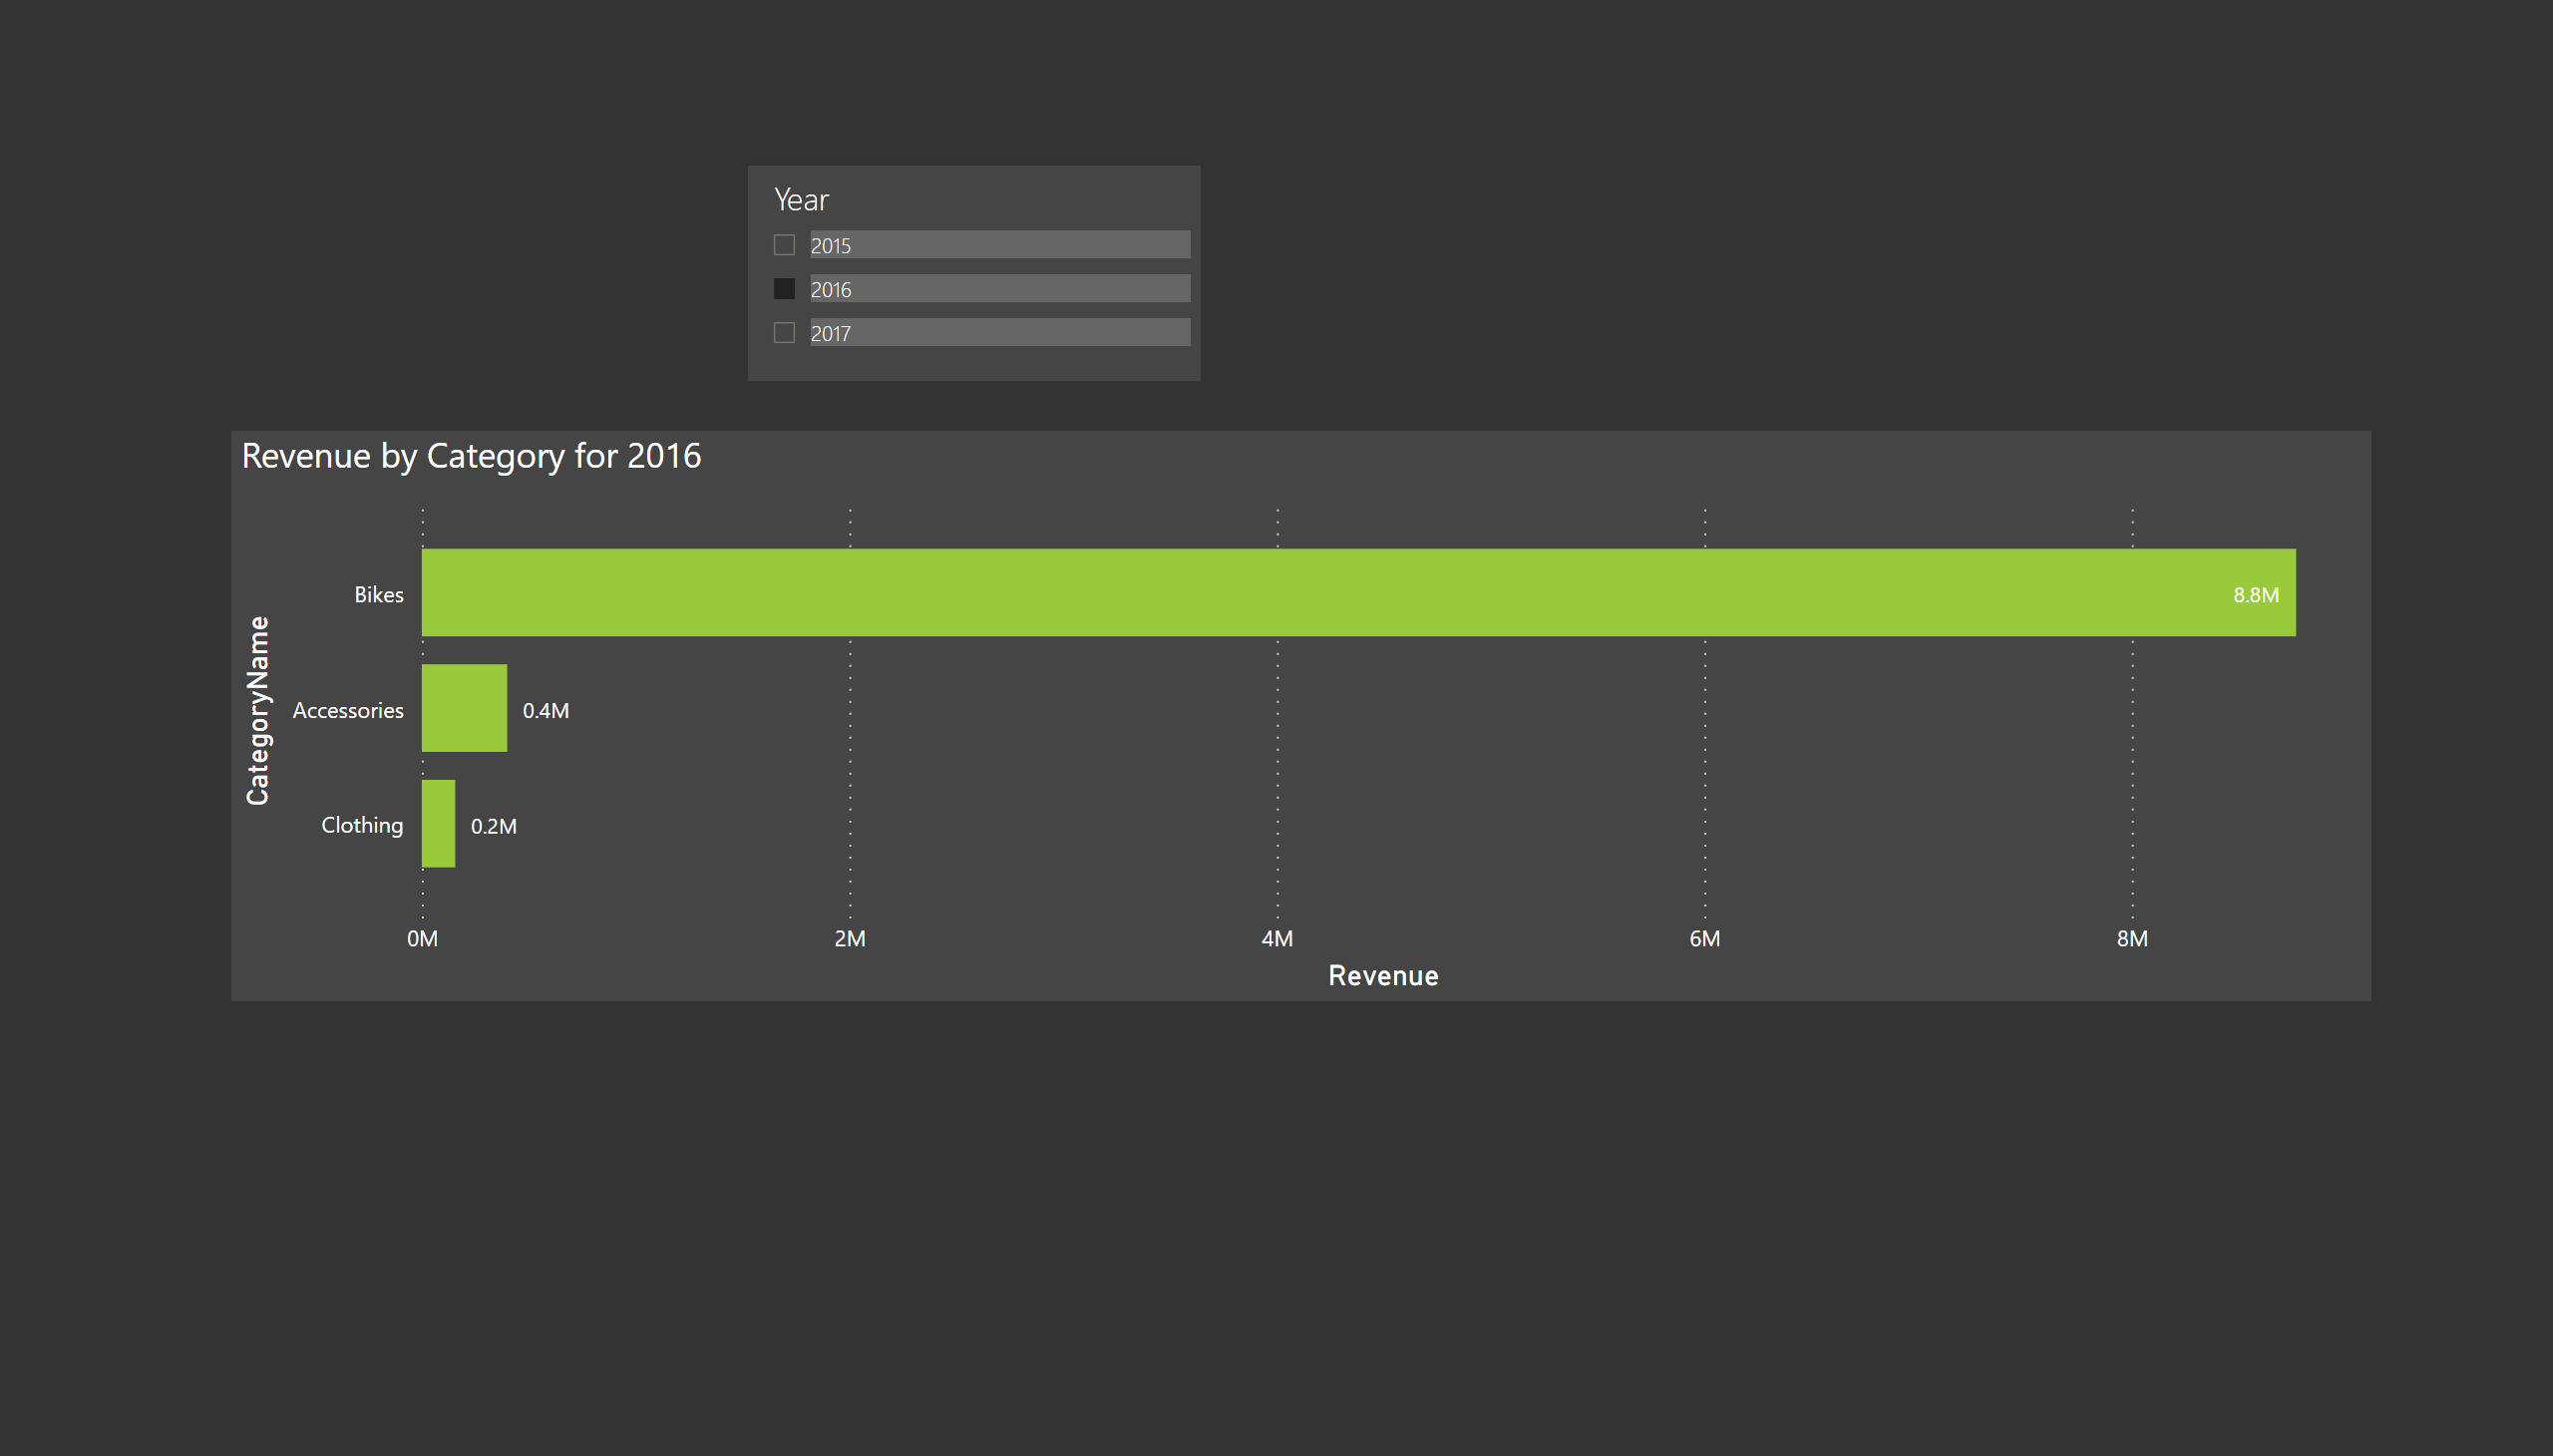 Year
2015
2016
2017
Revenue by Category for 2016
CategoryName
Bikes
8.8M
Accessories
0.4M
Clothing
0.2M
0M 2M 4M 6M 8M
Revenue